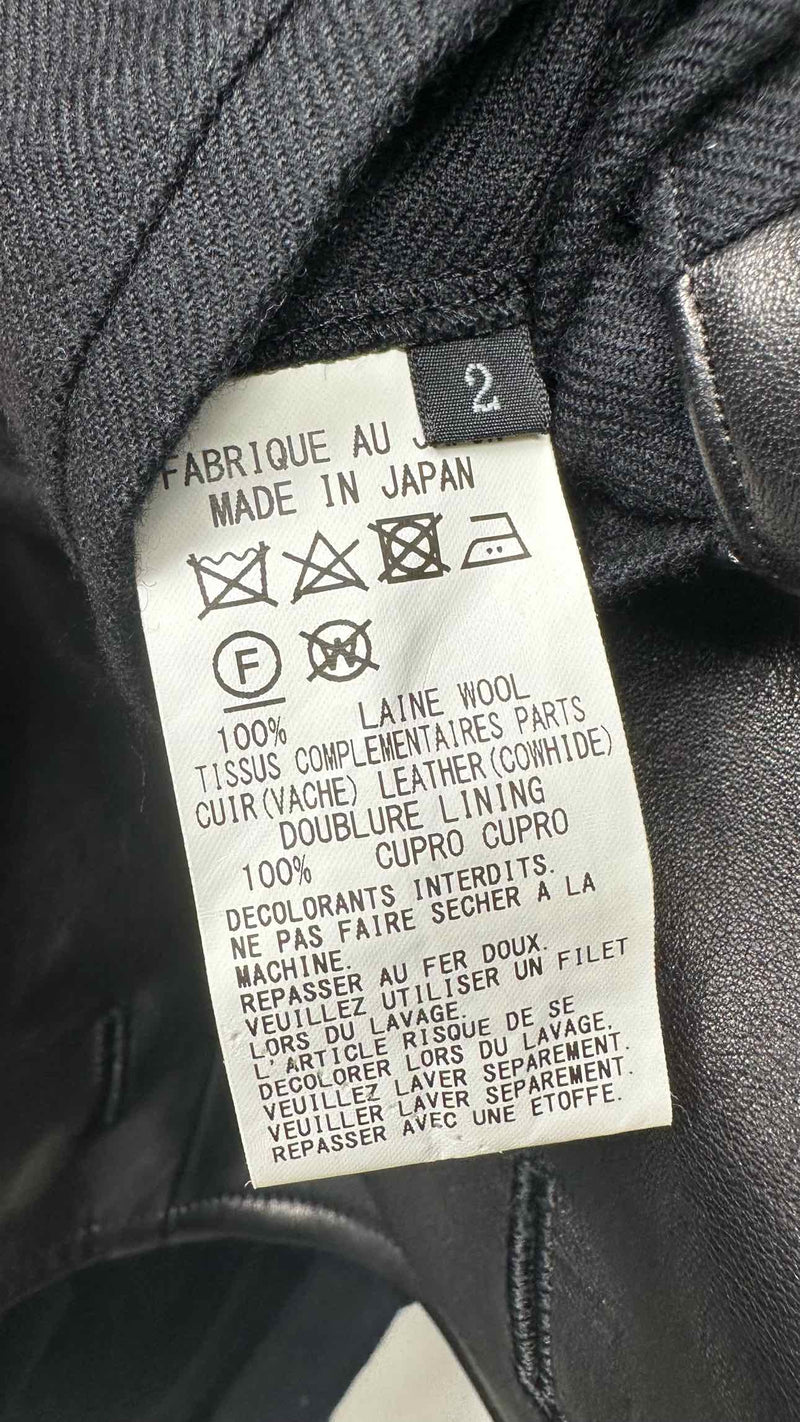 2
FABRIQUE AU
MADE IN JAPAN
F
W
LAINE WOOL
100%
TISSUS COMPLEMENTAIRES PARTS
CUIR(VACHE) LEATHER(COWHIDE)
DOUBLURE LINING
100% CUPRO CUPRO
DECOLORANTS INTERDITS.
NE PAS FAIRE SECHER A LA
MACHINE.
REPASSER AU FER DOUX.
VEUILLEZ UTILISER UN FILET
LORS DU LAVAGE.
L'ARTICLE RISQUE DE SE
DECOLORER LORS DU LAVAGE.
VEUILLEZ LAVER SEPAREMENT.
VEUILLER LAVER SEPAREMENT.
REPASSER AVEC UNE ETOFFE.